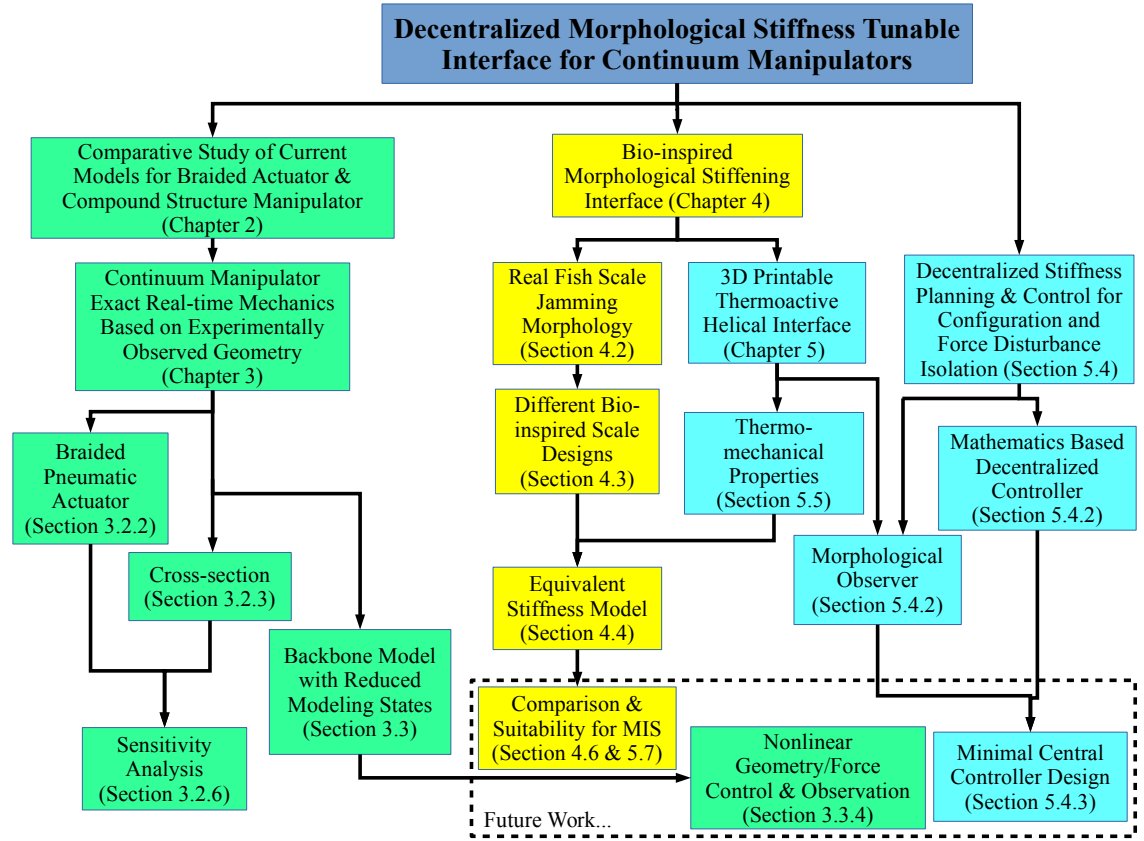 Decentralized Morphological Stiffness Tunable
Interface for Continuum Manipulators
Comparative Study of Current
Models for Braided Actuator &
Compound Structure Manipulator
(Chapter 2)
Bio-inspired
Morphological Stiffening
Interface (Chapter 4)
Continuum Manipulator
Exact Real-time Mechanics
Based on Experimentally
Observed Geometry
(Chapter 3)
Real Fish Scale
Jamming
Morphology
(Section 4.2)
3D Printable
Thermoactive
Helical Interface
(Chapter 5)
Decentralized Stiffness
Planning & Control for
Configuration and
Force Disturbance
Isolation (Section 5.4)
Braided
Pneumatic
Actuator
(Section 3.2.2)
Different Bio-
inspired Scale
Designs
(Section 4.3)
Thermo-
mechanical
Properties
(Section 5.5)
Mathematics Based
Decentralized
Controller
(Section 5.4.2)
Cross-section
(Section 3.2.3)
Equivalent
Stiffness Model
(Section 4.4)
Morphological
Observer
(Section 5.4.2)
Backbone Model
with Reduced
Modeling States
(Section 3.3)
Sensitivity
Analysis
(Section 3.2.6)
Comparison &
Suitability for MIS
(Section 4.6 & 5.7)
Nonlinear
Geometry/Force
Control & Observation
(Section 3.3.4)
Minimal Central
Controller Design
(Section 5.4.3)
Future Work...